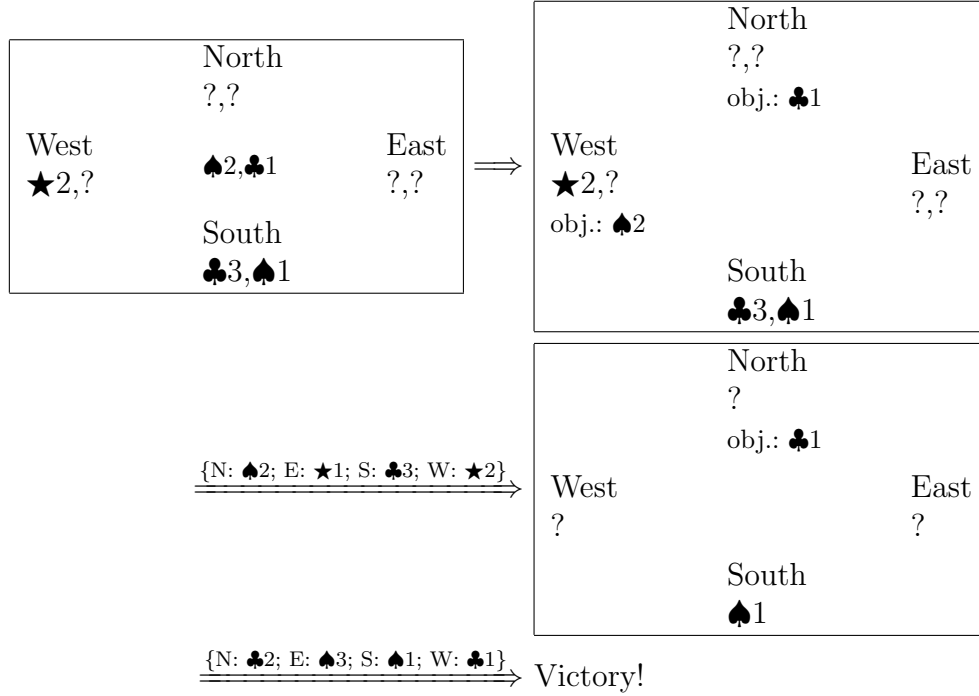 North
?,?
West
★2,?
♠2,♣1
East
?,?
South
♣3,♠1
⟹
North
?,?
obj.: ♣1
West
★2,?
obj.: ♠2
East
?,?
South
♣3,♠1
{N: ♠2; E: ★1; S: ♣3; W: ★2}
North
?
obj.: ♣1
West
?
East
?
South
♠1
{N: ♣2; E: ♠3; S: ♠1; W: ♣1}
Victory!